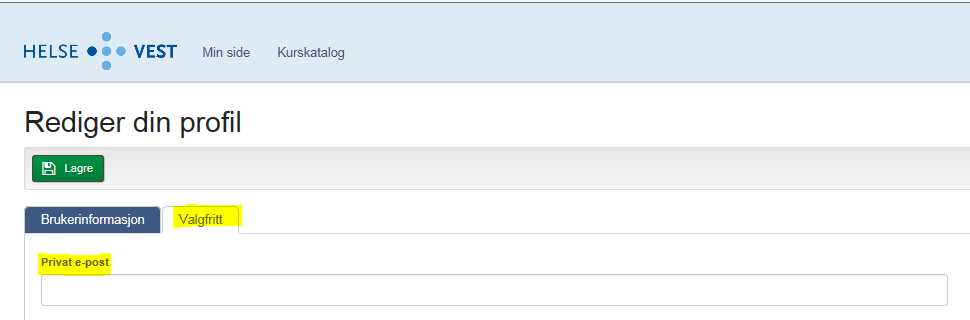 HELSE VEST Min side Kurskatalog
Rediger din profil
Lagre
Brukerinformasjon Valgfritt
Privat e-post